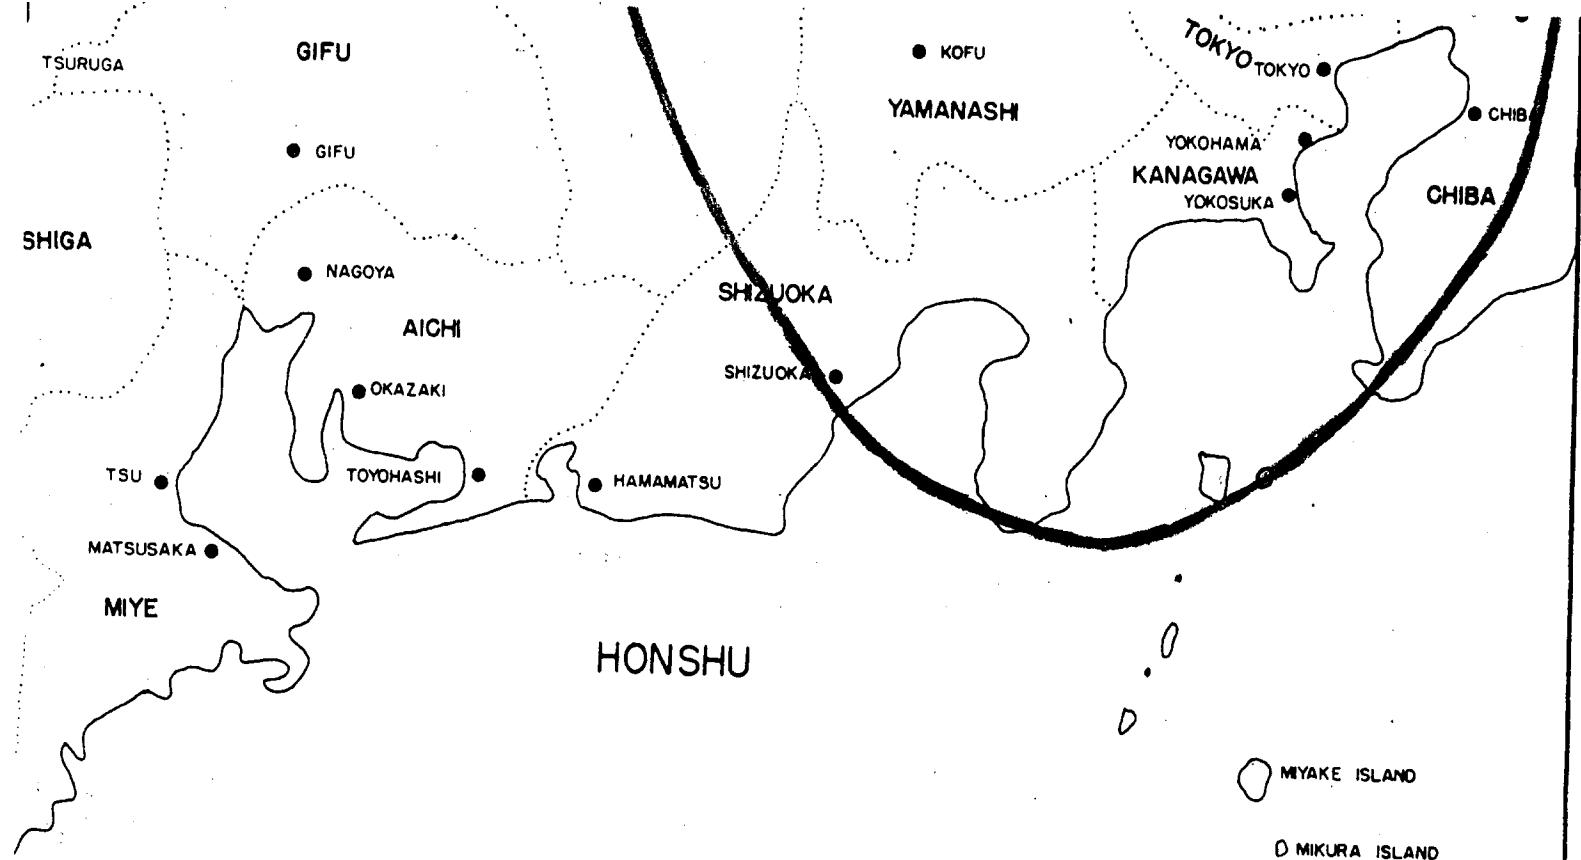 GIFU
TSURUGA
KOFU
TOKYO
TOKYO
YAMANASHI
CHIBA
GIFU
YOKOHAMA
KANAGAWA
YOKOSUKA
CHIBA
SHIGA
NAGOYA
SHIZUOKA
AICHI
SHIZUOKA
OKAZAKI
TSU
TOYOHASHI
HAMAMATSU
MATSUSAKA
MIYE
HONSHU
MIYAKE ISLAND
MIKURA ISLAND